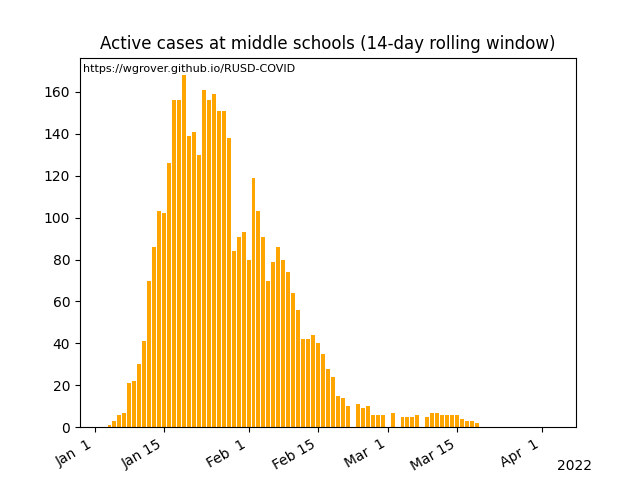 Active cases at middle schools (14-day rolling window)
https://wgrover.github.io/RUSD-COVID
160
140
120
100
80
60
40
20
0
Jan 1
Jan 15
Feb 1
Feb 15
Mar 1
Mar 15
Apr 1
2022